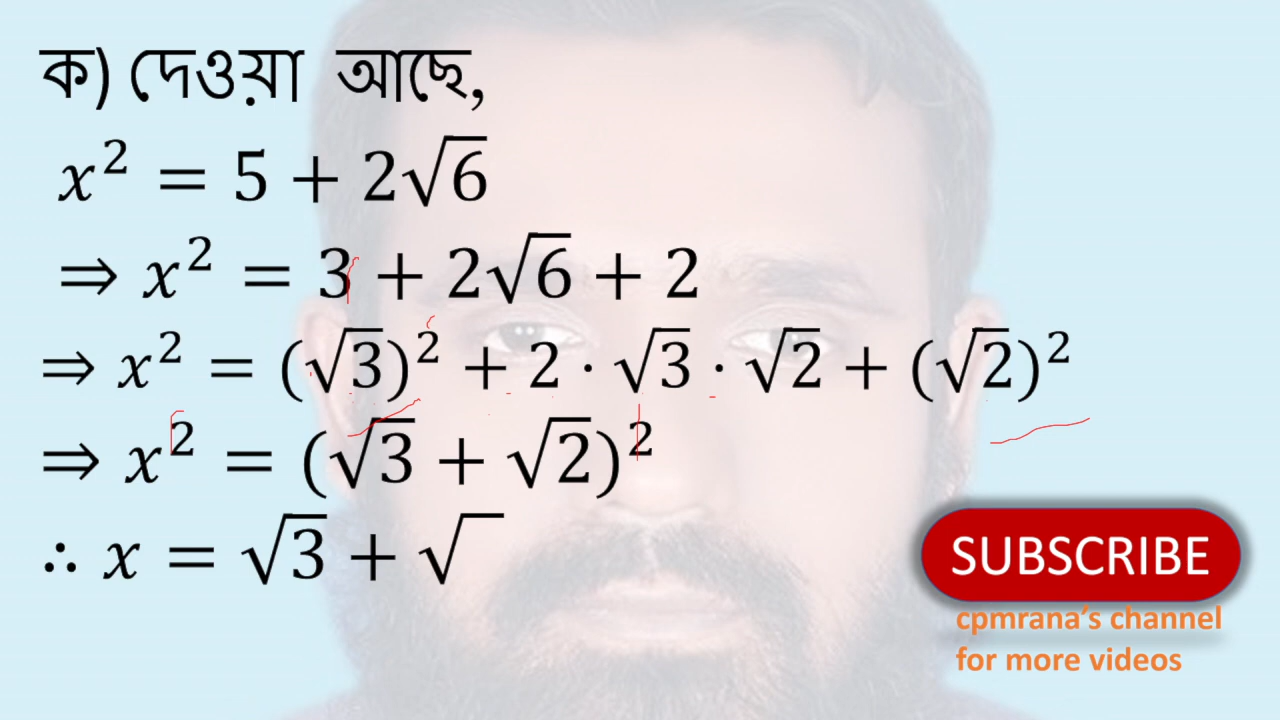 ক) দেওয়া আছে,
x² = 5 + 2√6
⇒ x² = 3 + 2√6 + 2
⇒ x² = (√3)² + 2 · √3 · √2 + (√2)²
⇒ x² = (√3 + √2)²
∴ x = √3 + √
SUBSCRIBE
cpmrana’s channel
for more videos